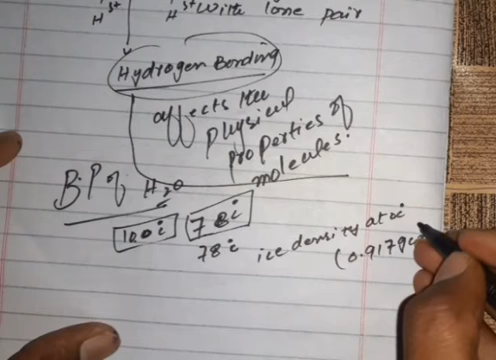 H δ+ H δ+ with lone pair
Hydrogen Bonding
affects the
physical
properties of
molecules.
BP of H₂O
100°c 78°c
78°c
ice density at 0°c
(0.917g